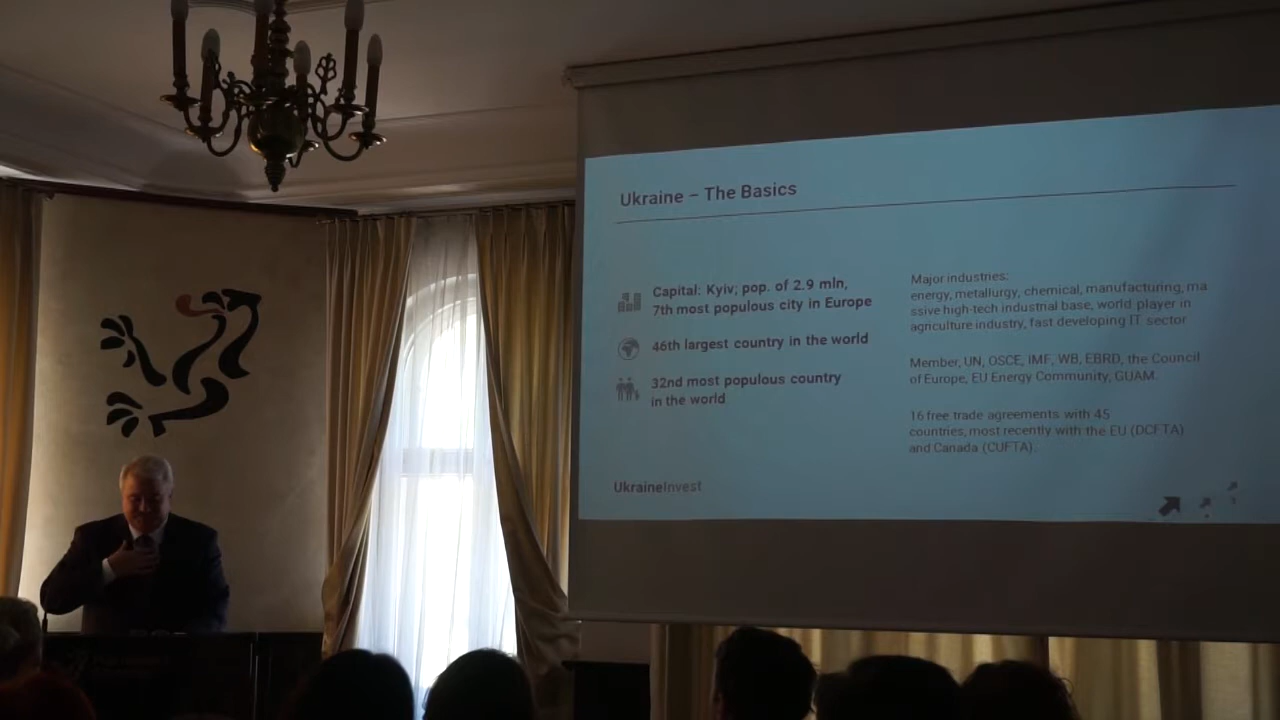 Ukraine – The Basics
Capital: Kyiv; pop. of 2.9 mln,
7th most populous city in Europe
46th largest country in the world
32nd most populous country
in the world
Major industries:
energy, metallurgy, chemical, manufacturing, ma
ssive high-tech industrial base, world player in
agriculture industry, fast developing IT sector
Member, UN, OSCE, IMF, WB, EBRD, the Council
of Europe, EU Energy Community, GUAM.
16 free trade agreements with 45
countries, most recently with the EU (DCFTA)
and Canada (CUFTA).
UkraineInvest